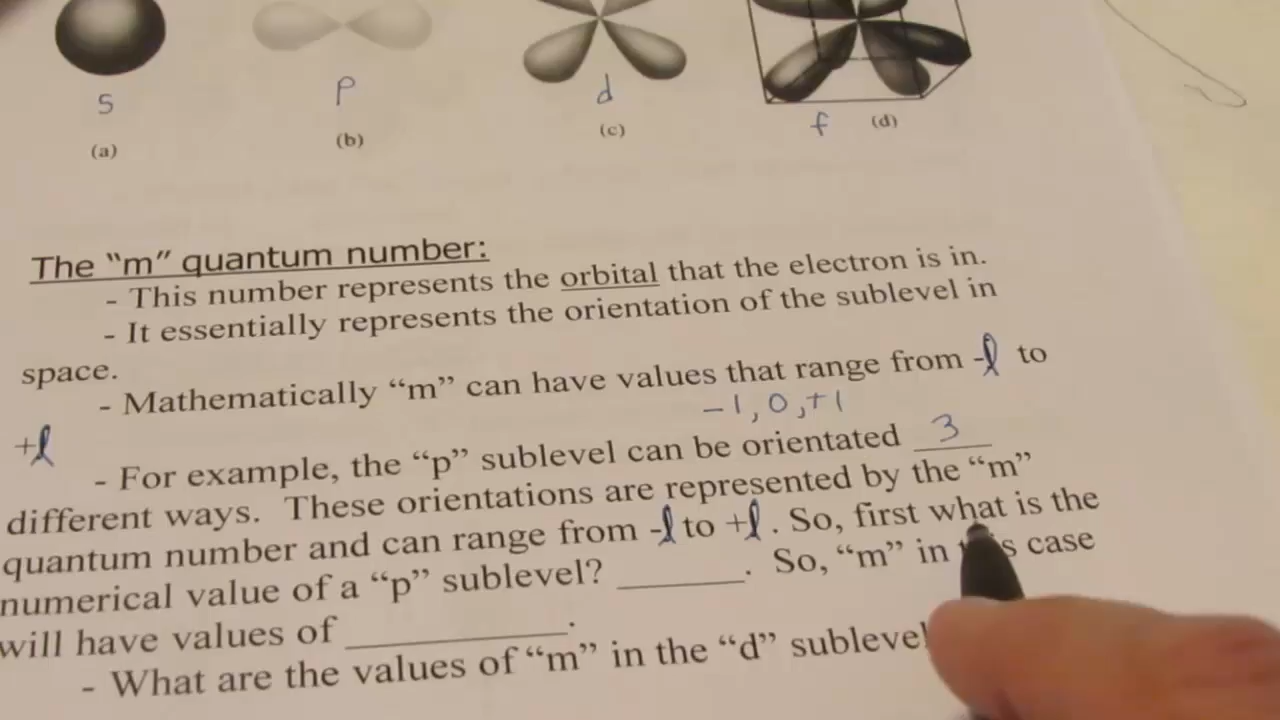 s
p
d
f
(a)
(b)
(c)
(d)
The “m” quantum number:
- This number represents the orbital that the electron is in.
- It essentially represents the orientation of the sublevel in
space.
- Mathematically “m” can have values that range from -l to
+l
-1, 0, +1
- For example, the “p” sublevel can be orientated 3
different ways. These orientations are represented by the “m”
quantum number and can range from -l to +l. So, first what is the
numerical value of a “p” sublevel? ______. So, “m” in this case
will have values of __________.
- What are the values of “m” in the “d” sublevel